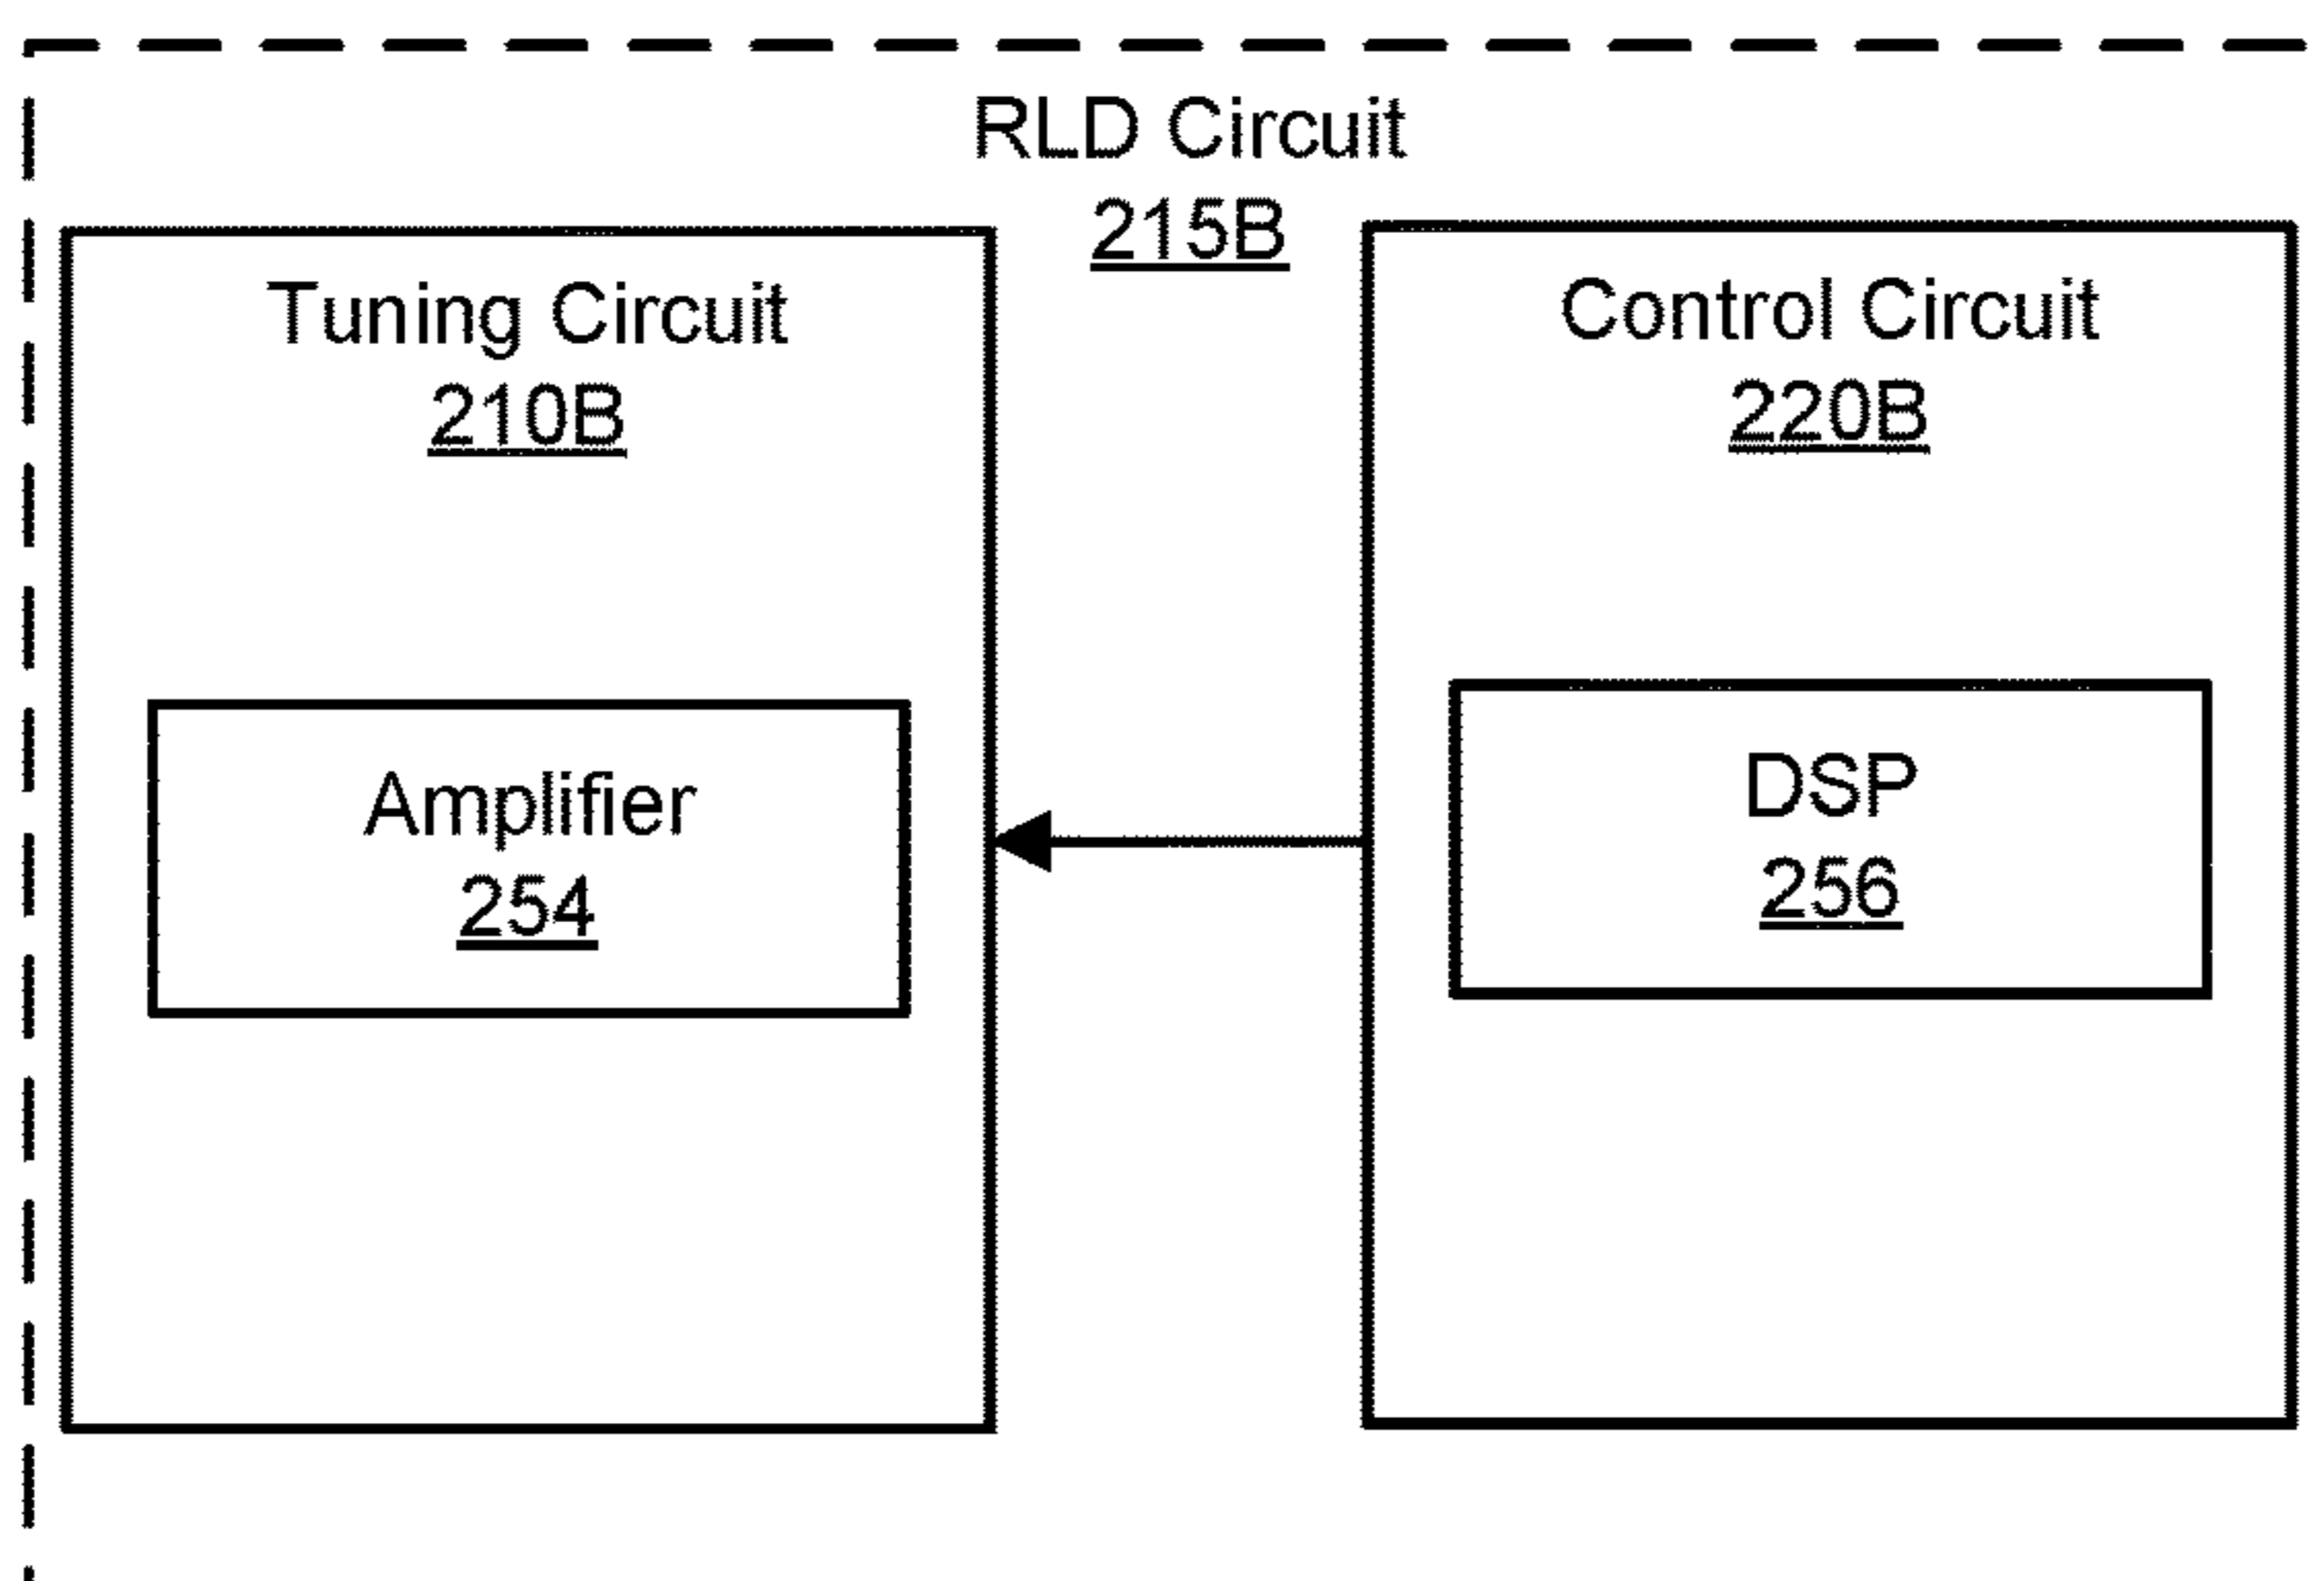 RLD Circuit
215B
Tuning Circuit
210B
Amplifier
254
Control Circuit
220B
DSP
256